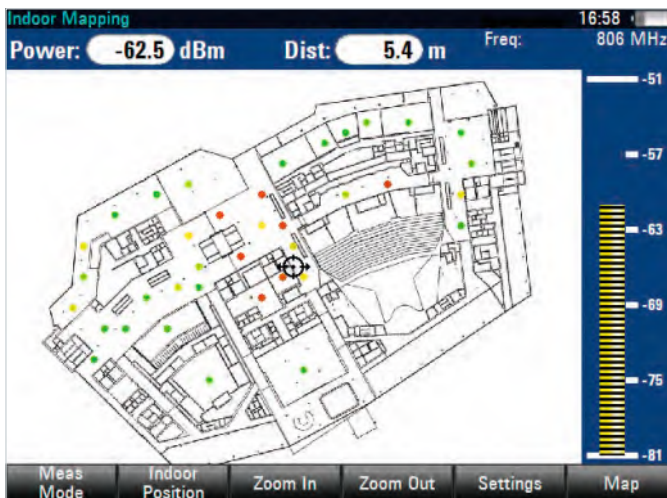 Indoor Mapping 16:58
Power: -62.5 dBm Dist: 5.4 m Freq: 806 MHz
-51
-57
-63
-69
-75
-81
Meas Mode Indoor Position Zoom In Zoom Out Settings Map